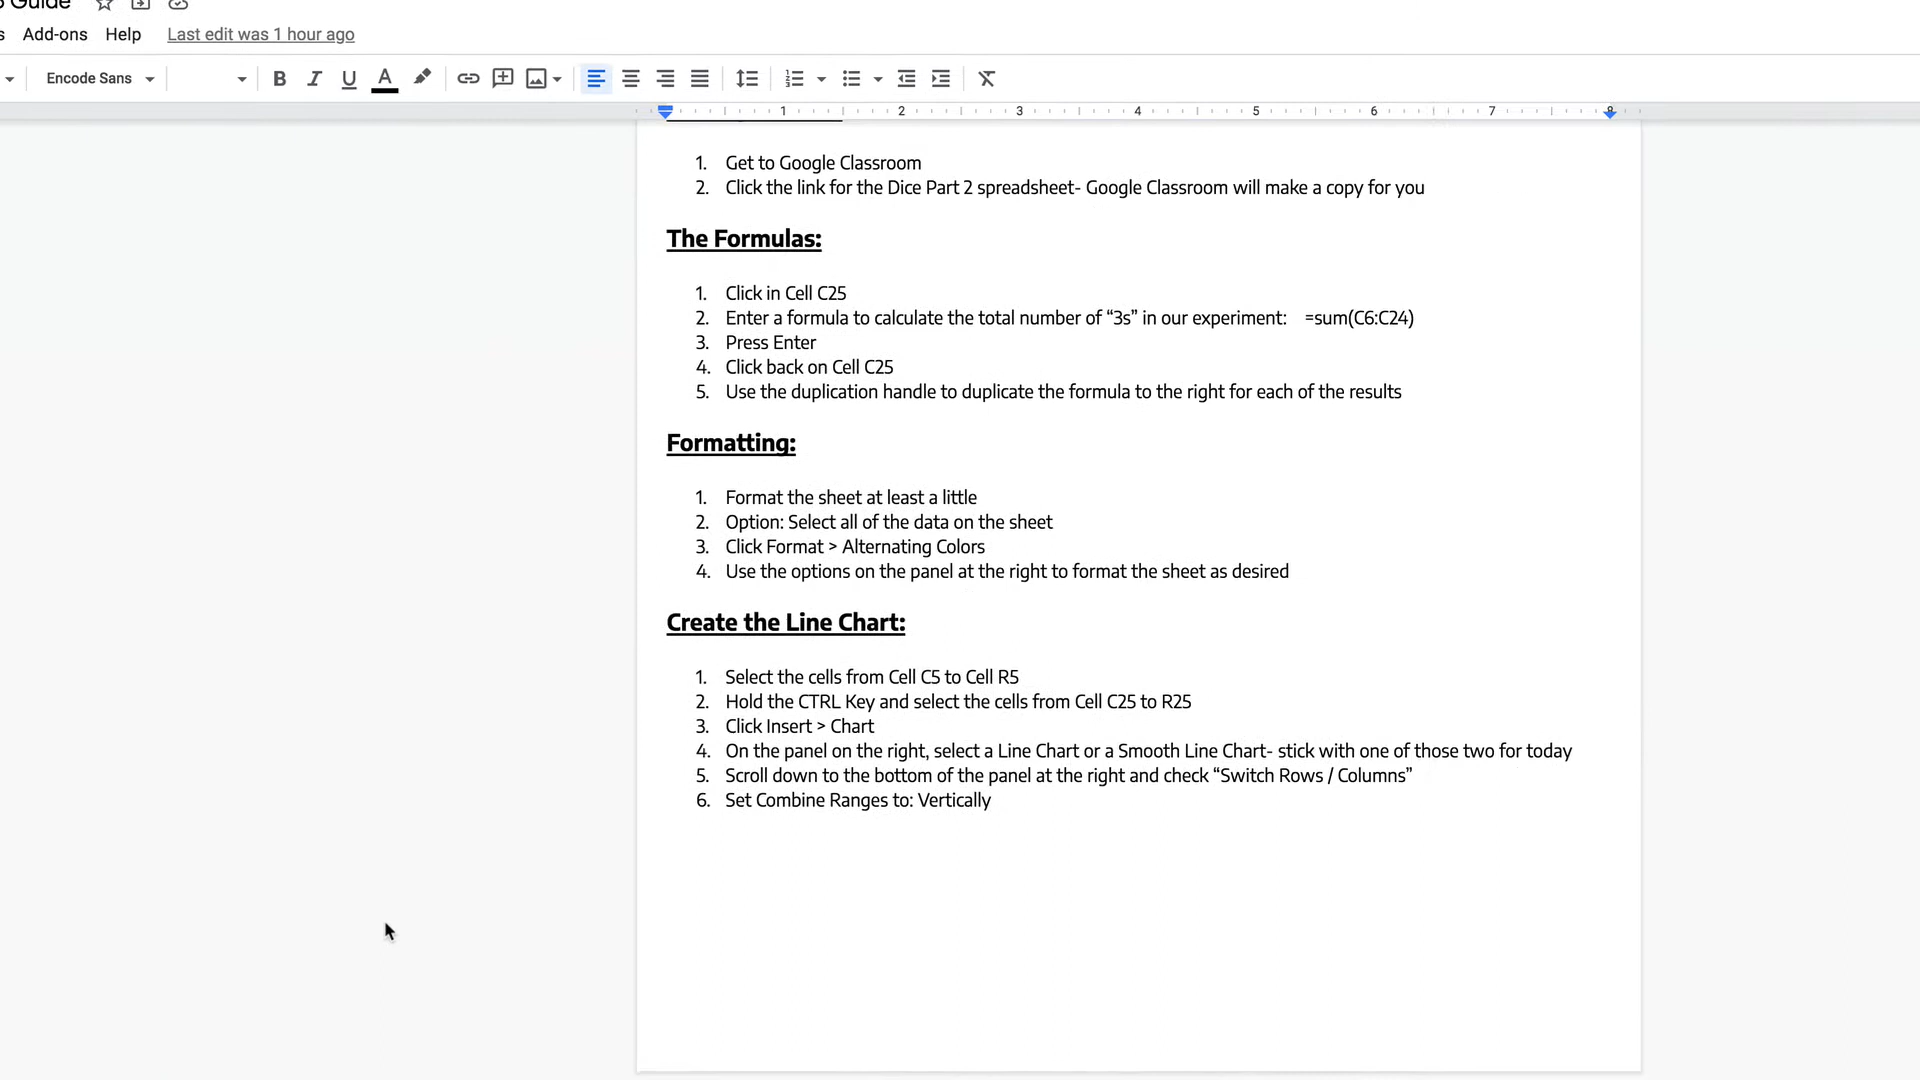 Guide
Add-ons Help Last edit was 1 hour ago
Encode Sans B I U A
1 2 3 4 5 6 7 8
1. Get to Google Classroom
2. Click the link for the Dice Part 2 spreadsheet- Google Classroom will make a copy for you
The Formulas:
1. Click in Cell C25
2. Enter a formula to calculate the total number of “3s” in our experiment: =sum(C6:C24)
3. Press Enter
4. Click back on Cell C25
5. Use the duplication handle to duplicate the formula to the right for each of the results
Formatting:
1. Format the sheet at least a little
2. Option: Select all of the data on the sheet
3. Click Format > Alternating Colors
4. Use the options on the panel at the right to format the sheet as desired
Create the Line Chart:
1. Select the cells from Cell C5 to Cell R5
2. Hold the CTRL Key and select the cells from Cell C25 to R25
3. Click Insert > Chart
4. On the panel on the right, select a Line Chart or a Smooth Line Chart- stick with one of those two for today
5. Scroll down to the bottom of the panel at the right and check “Switch Rows / Columns”
6. Set Combine Ranges to: Vertically